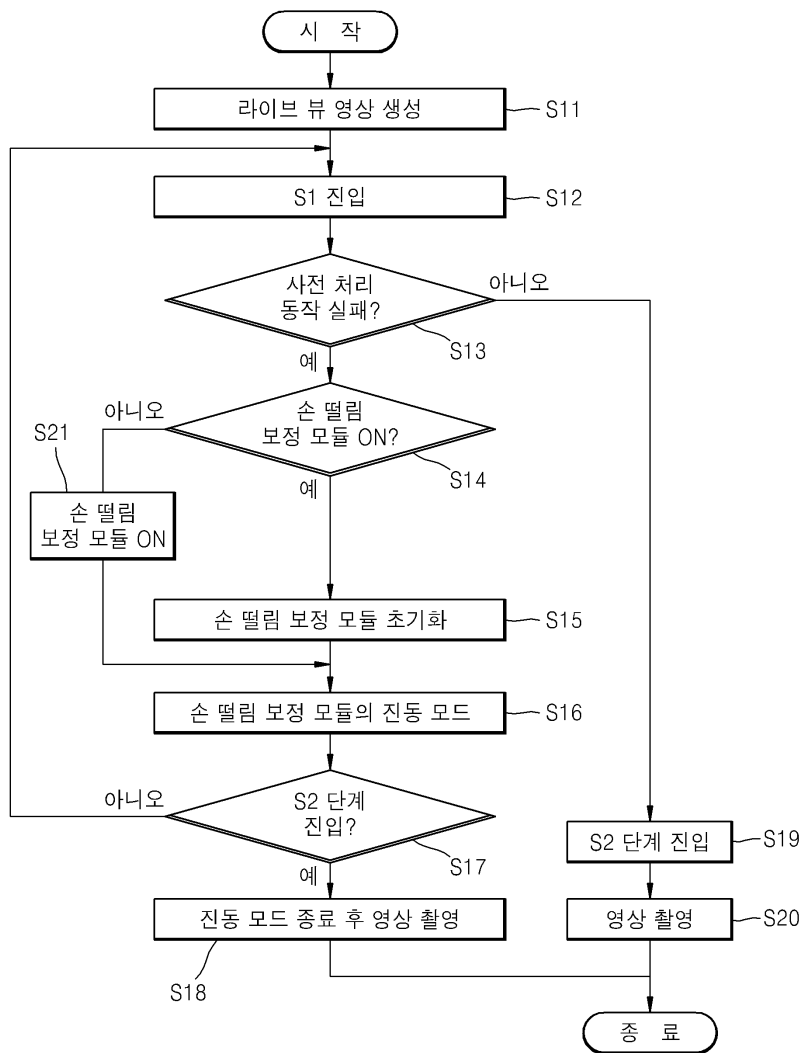 시 작
라이브 뷰 영상 생성
S11
S1 진입
S12
사전 처리
동작 실패?
아니오
S13
예
아니오
손 떨림
보정 모듈 ON?
S21
S14
예
손 떨림
보정 모듈 ON
손 떨림 보정 모듈 초기화
S15
손 떨림 보정 모듈의 진동 모드
S16
아니오
S2 단계
진입?
S17
예
S2 단계 진입
S19
진동 모드 종료 후 영상 촬영
S18
영상 촬영
S20
종 료